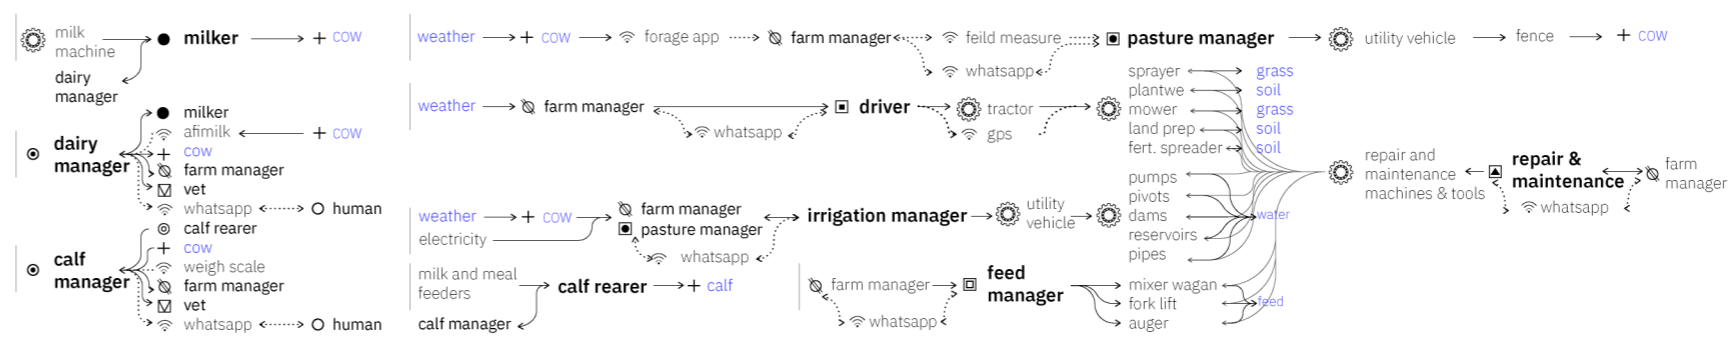 milk
machine
milker
cow
dairy
manager
milker
afimilk
cow
dairy
manager
cow
farm manager
vet
whatsapp
human
calf rearer
cow
calf
manager
weigh scale
farm manager
vet
whatsapp
human
weather
cow
forage app
farm manager
feild measure
whatsapp
pasture manager
utility vehicle
fence
cow
weather
farm manager
whatsapp
driver
tractor
gps
sprayer
grass
plantwe
soil
mower
grass
land prep
soil
fert. spreader
soil
weather
cow
electricity
farm manager
pasture manager
whatsapp
irrigation manager
utility
vehicle
pumps
pivots
dams
water
reservoirs
pipes
repair and
maintenance
machines & tools
repair &
maintenance
farm
manager
whatsapp
milk and meal
feeders
calf rearer
calf
calf manager
farm manager
whatsapp
feed
manager
mixer wagan
fork lift
feed
auger